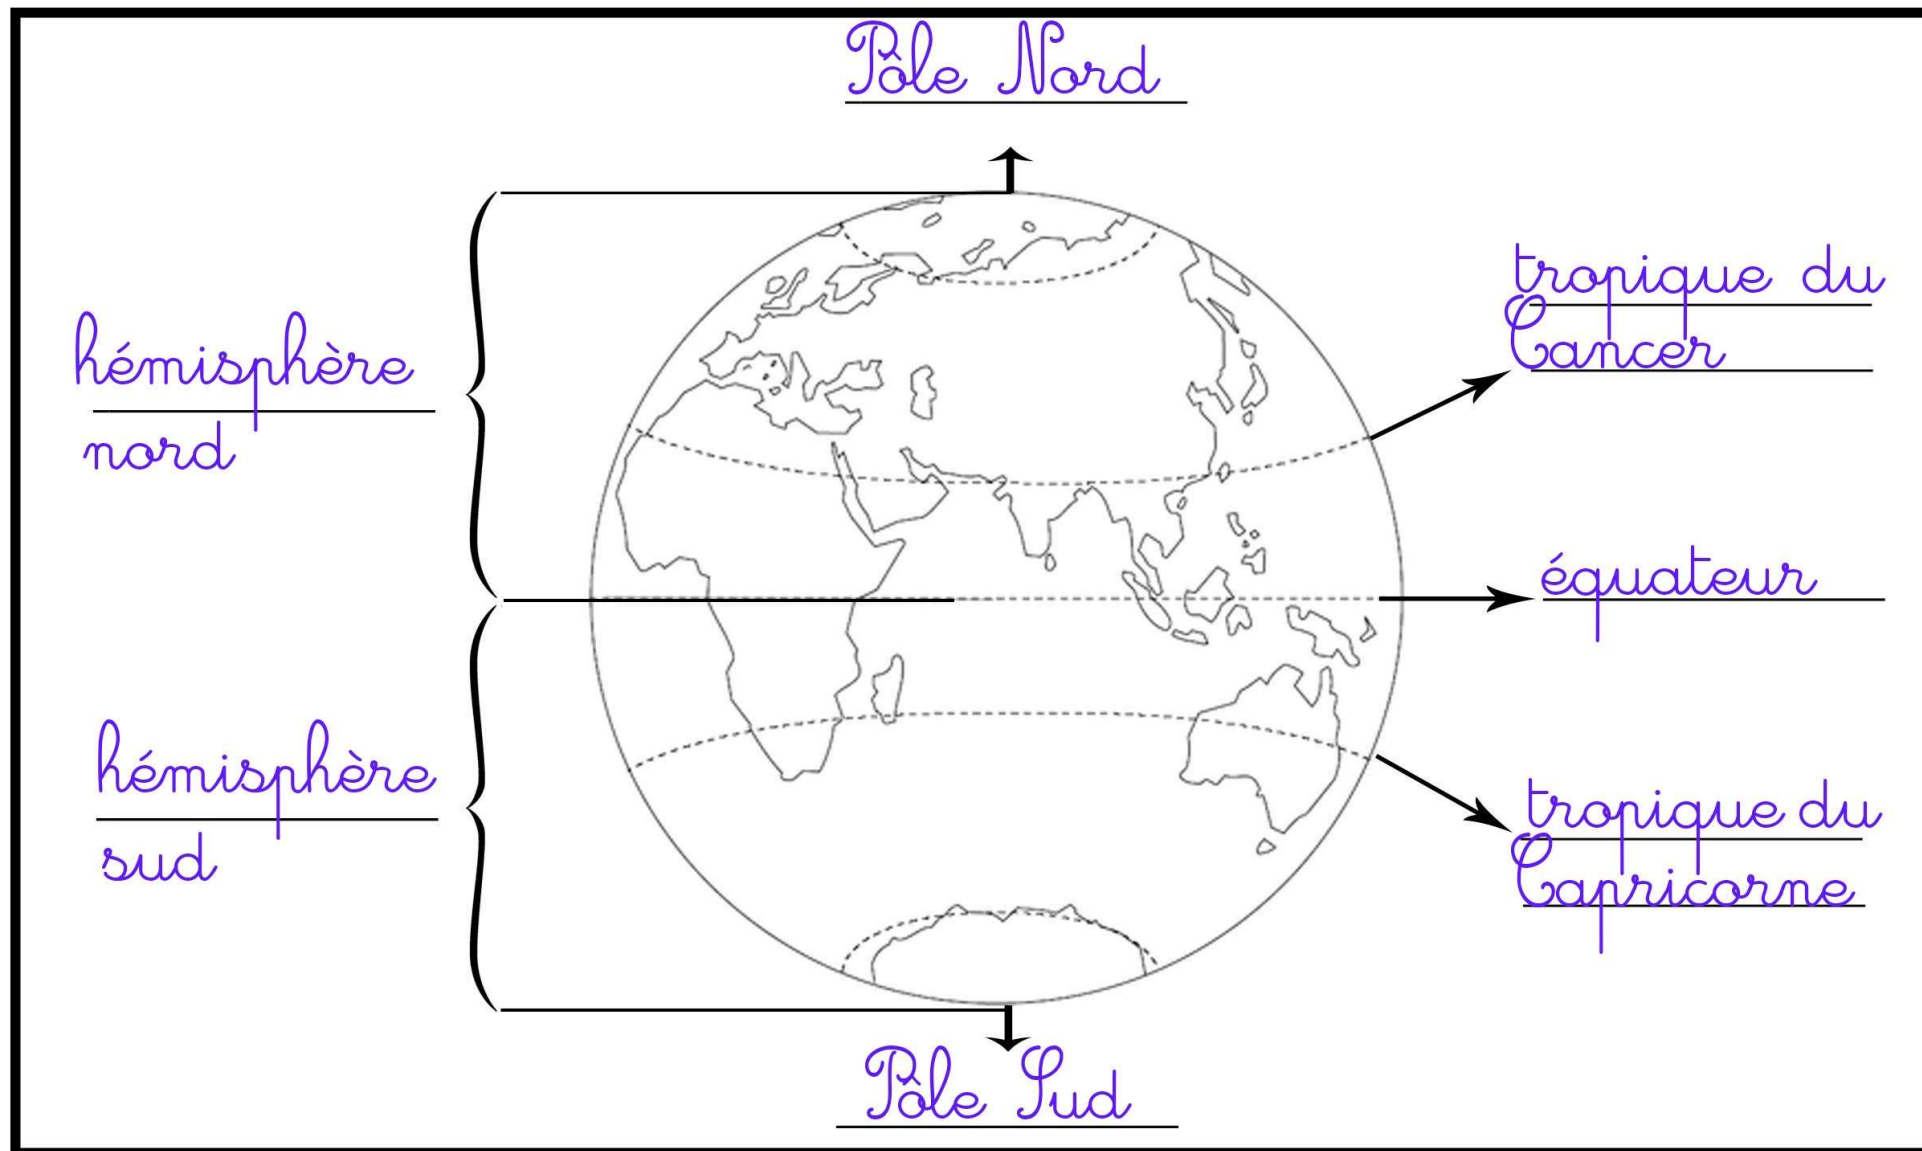 Pôle Nord
hémisphère
nord
tropique du
Cancer
équateur
hémisphère
sud
tropique du
Capricorne
Pôle Sud